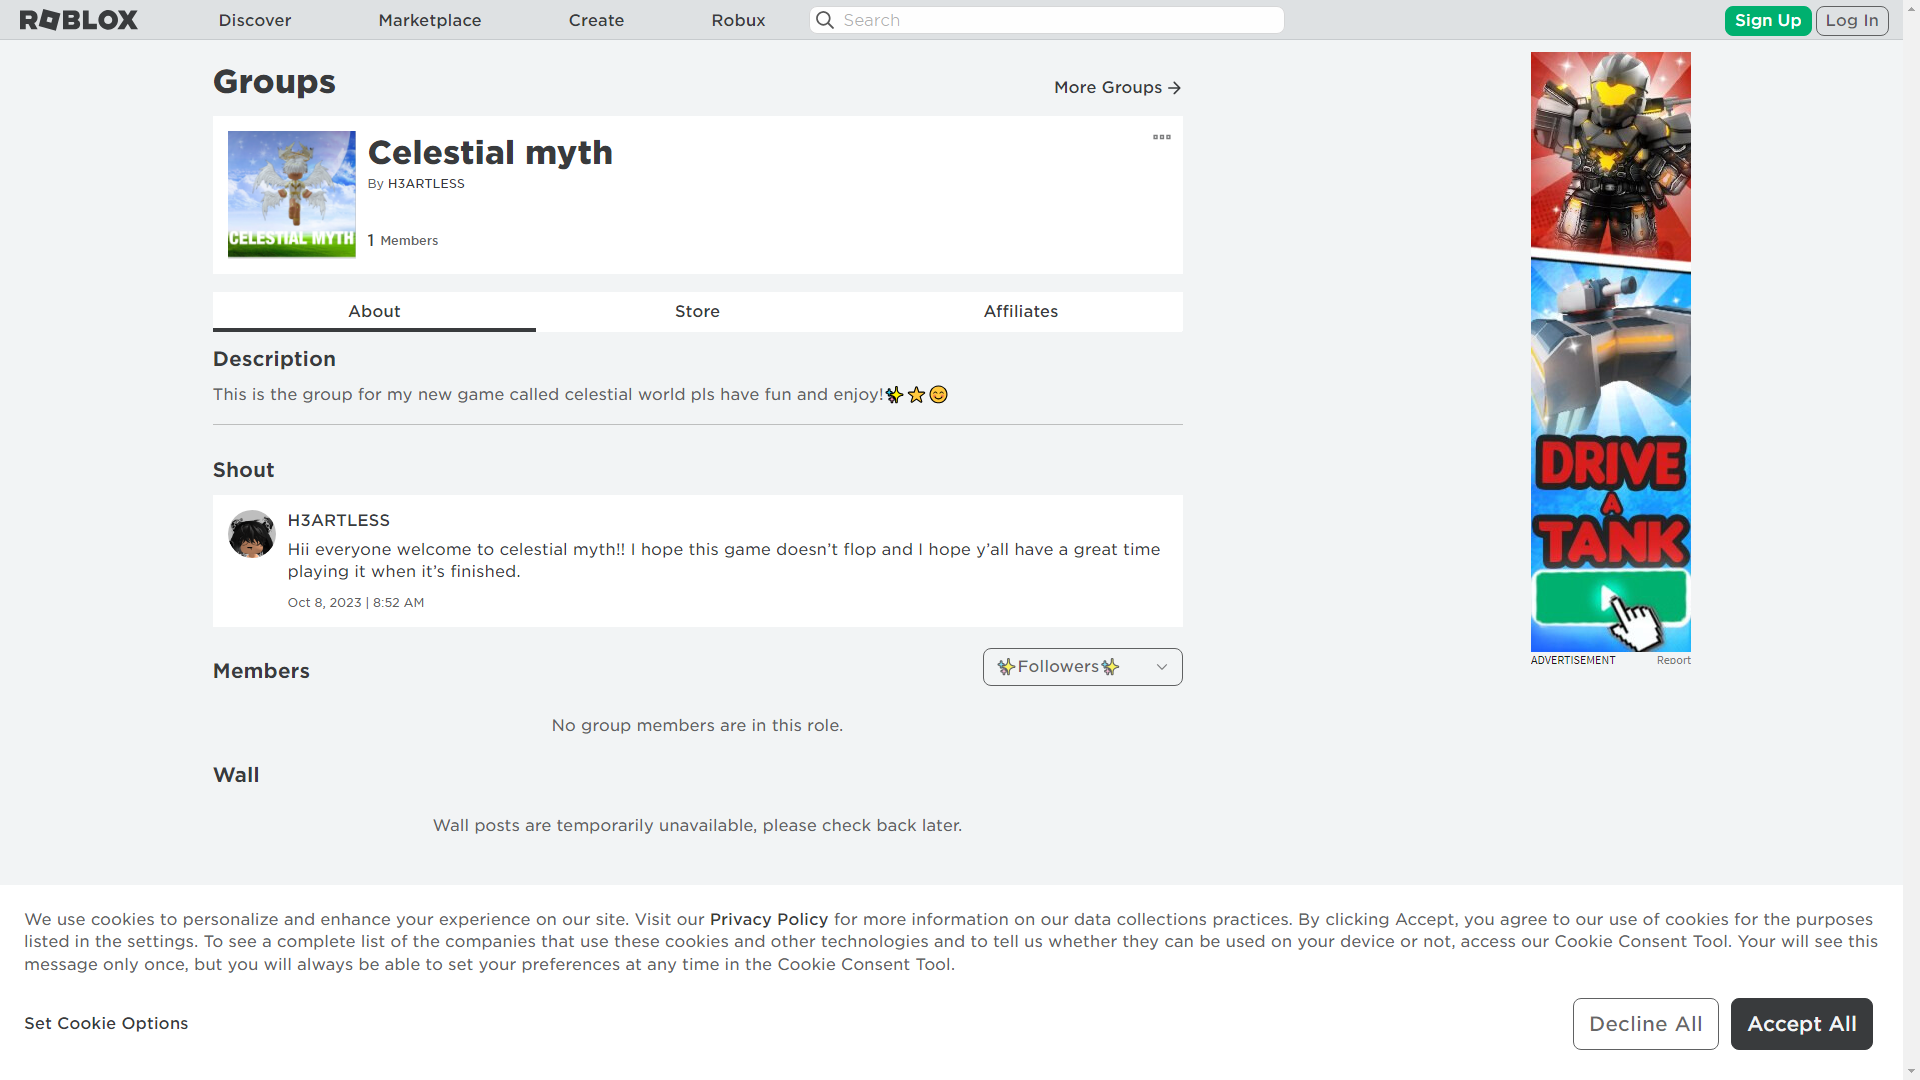 ROBLOX
Discover
Marketplace
Create
Robux
Search
Sign Up
Log In
Groups
More Groups
CELESTIAL MYTH
Celestial myth
By H3ARTLESS
1 Members
About
Store
Affiliates
Description
This is the group for my new game called celestial world pls have fun and enjoy!✨⭐😊
Shout
H3ARTLESS
Hii everyone welcome to celestial myth!! I hope this game doesn’t flop and I hope y’all have a great time
playing it when it’s finished.
Oct 8, 2023 | 8:52 AM
Members
✨Followers✨
No group members are in this role.
Wall
Wall posts are temporarily unavailable, please check back later.
DRIVE
A
TANK
ADVERTISEMENT
Report
We use cookies to personalize and enhance your experience on our site. Visit our Privacy Policy for more information on our data collections practices. By clicking Accept, you agree to our use of cookies for the purposes
listed in the settings. To see a complete list of the companies that use these cookies and other technologies and to tell us whether they can be used on your device or not, access our Cookie Consent Tool. Your will see this
message only once, but you will always be able to set your preferences at any time in the Cookie Consent Tool.
Set Cookie Options
Decline All
Accept All